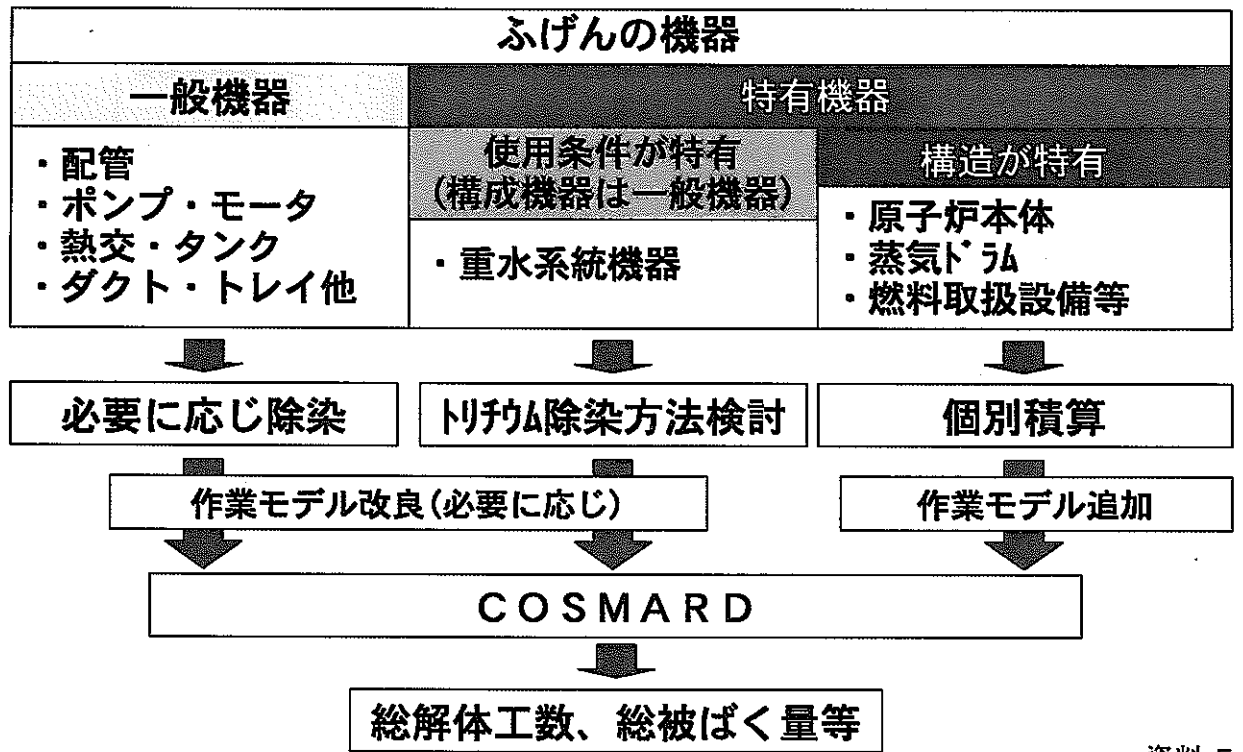 ふげんの機器
一般機器
特有機器
・配管
・ポンプ・モータ
・熱交・タンク
・ダクト・トレイ他
使用条件が特有
(構成機器は一般機器)
・重水系統機器
構造が特有
・原子炉本体
・蒸気ﾄﾞﾗﾑ
・燃料取扱設備等
必要に応じ除染
ﾄﾘﾁｳﾑ除染方法検討
個別積算
作業モデル改良(必要に応じ)
作業モデル追加
ＣＯＳＭＡＲＤ
総解体工数、総被ばく量等